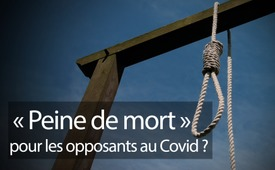 « Peine de mort »
pour les opposants au Covid ?